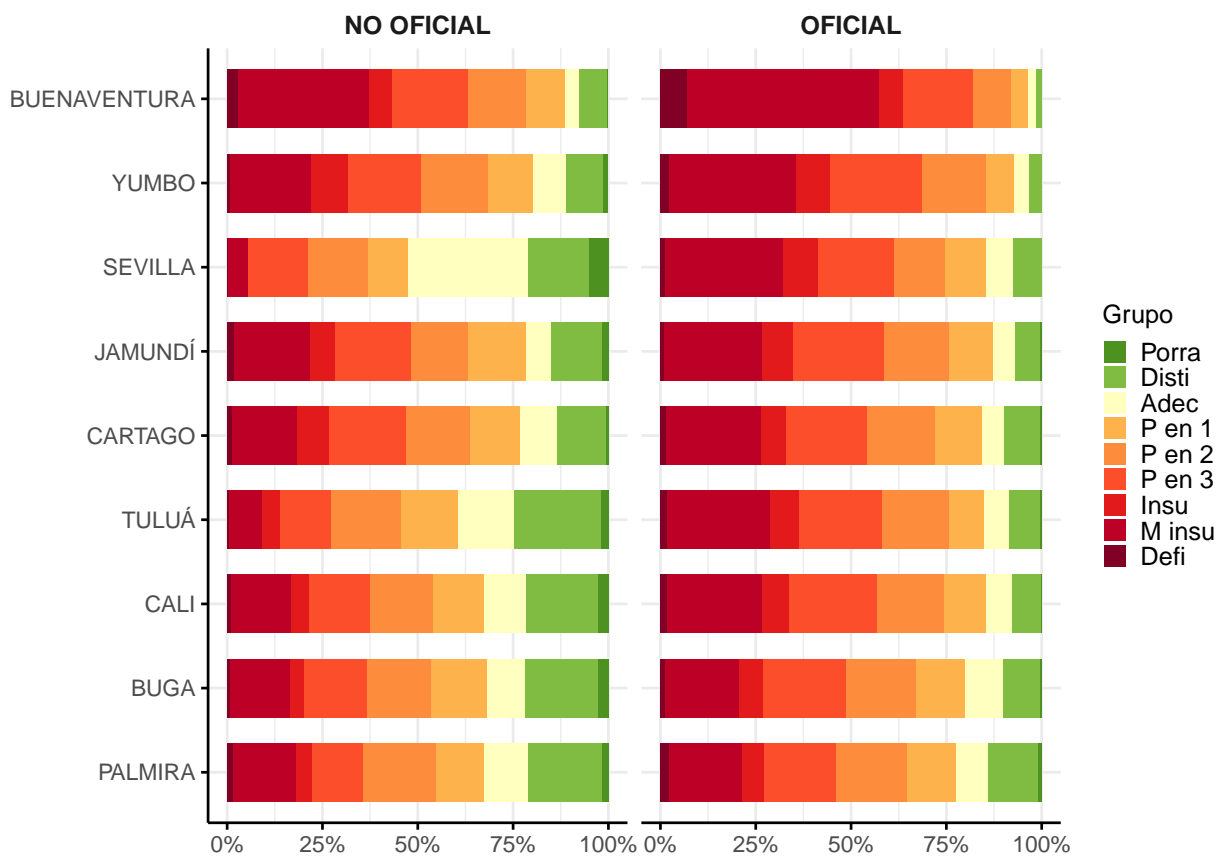 NO OFICIAL
OFICIAL
BUENAVENTURA
YUMBO
SEVILLA
JAMUNDÍ
CARTAGO
TULUÁ
CALI
BUGA
PALMIRA
0% 25% 50% 75% 100%
0% 25% 50% 75% 100%
Grupo
Porra
Disti
Adec
P en 1
P en 2
P en 3
Insu
M insu
Defi